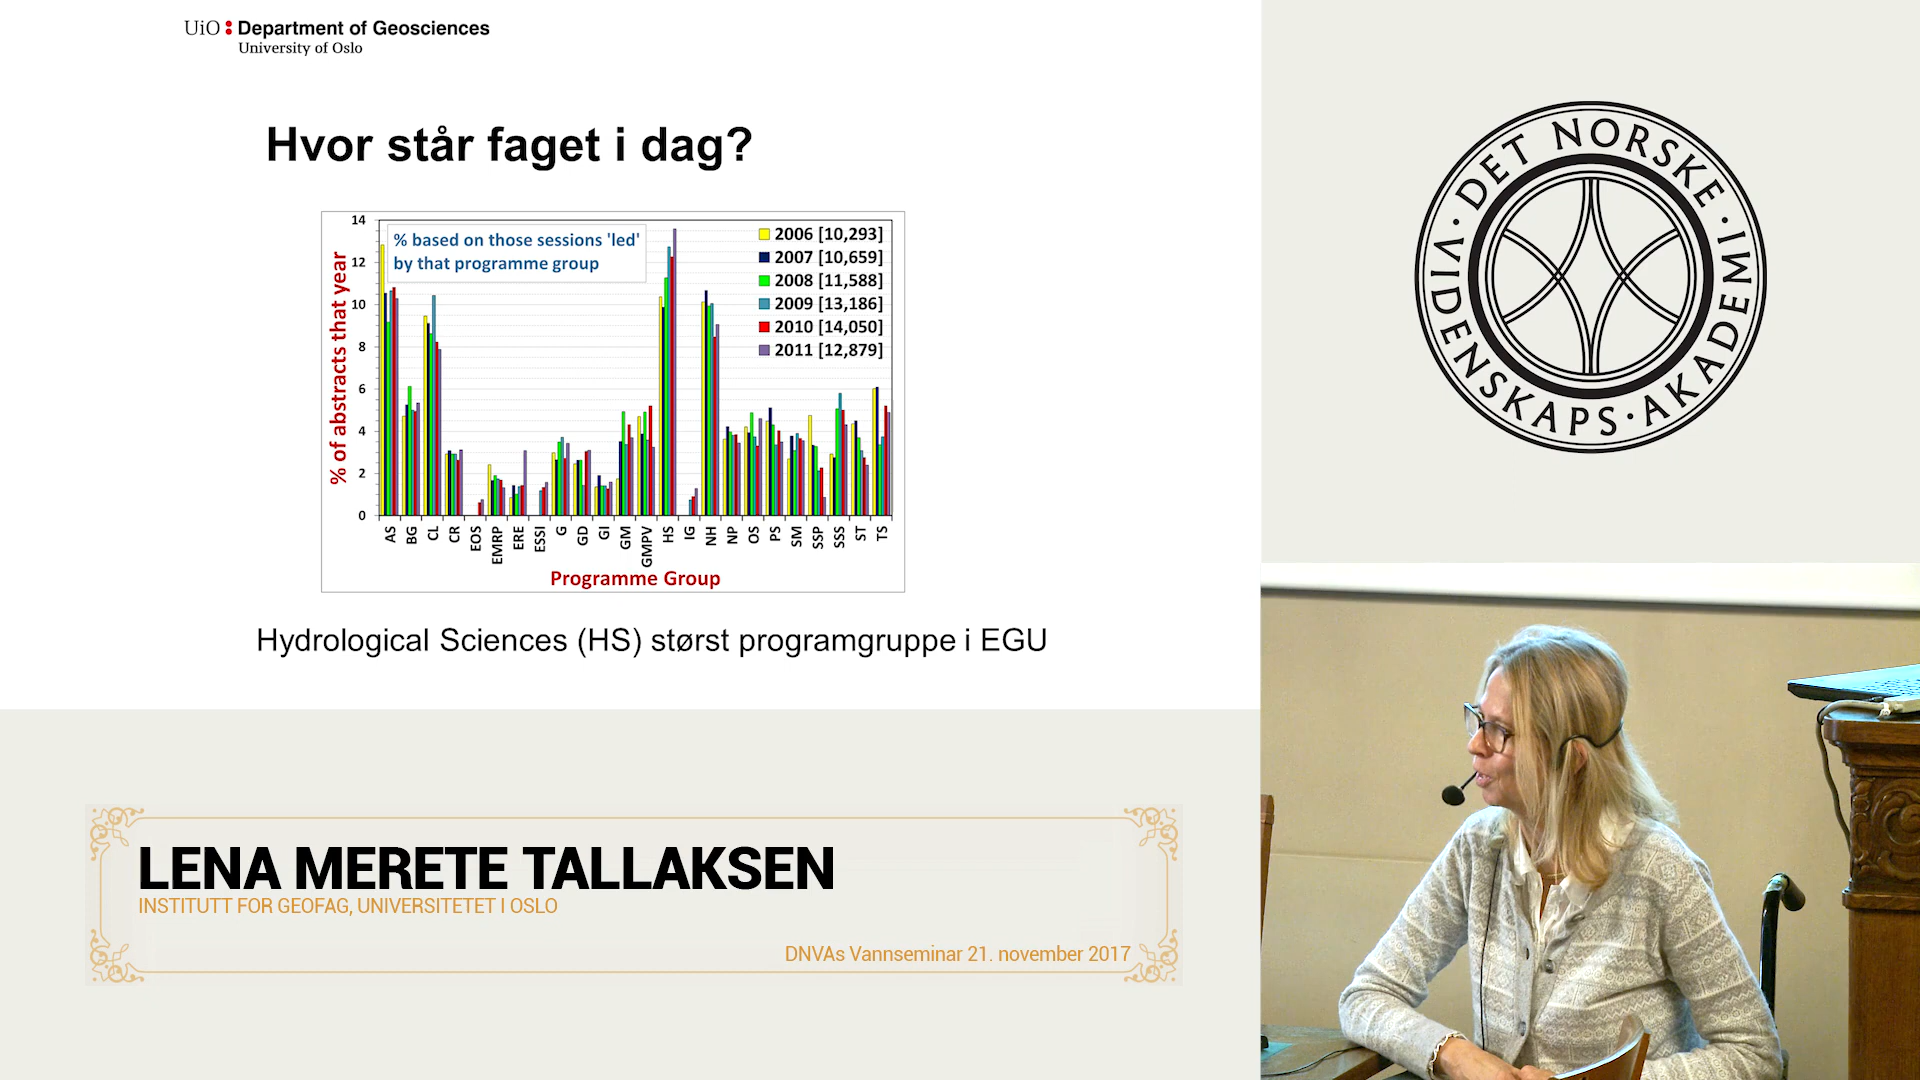 UiO Department of Geosciences
University of Oslo
Hvor står faget i dag?
% based on those sessions 'led'
by that programme group
2006 [10,293]
2007 [10,659]
2008 [11,588]
2009 [13,186]
2010 [14,050]
2011 [12,879]
% of abstracts that year
14
12
10
8
6
4
2
0
AS BG CL CR EOS EMRP ERE ESSI G GD GI GM GMPV HS IG NH NP OS PS SM SSP SSS ST TS
Programme Group
Hydrological Sciences (HS) størst programgruppe i EGU
DET NORSKE · VIDENSKAPS · AKADEMI ·
LENA MERETE TALLAKSEN
INSTITUTT FOR GEOFAG, UNIVERSITETET I OSLO
DNVAs Vannseminar 21. november 2017